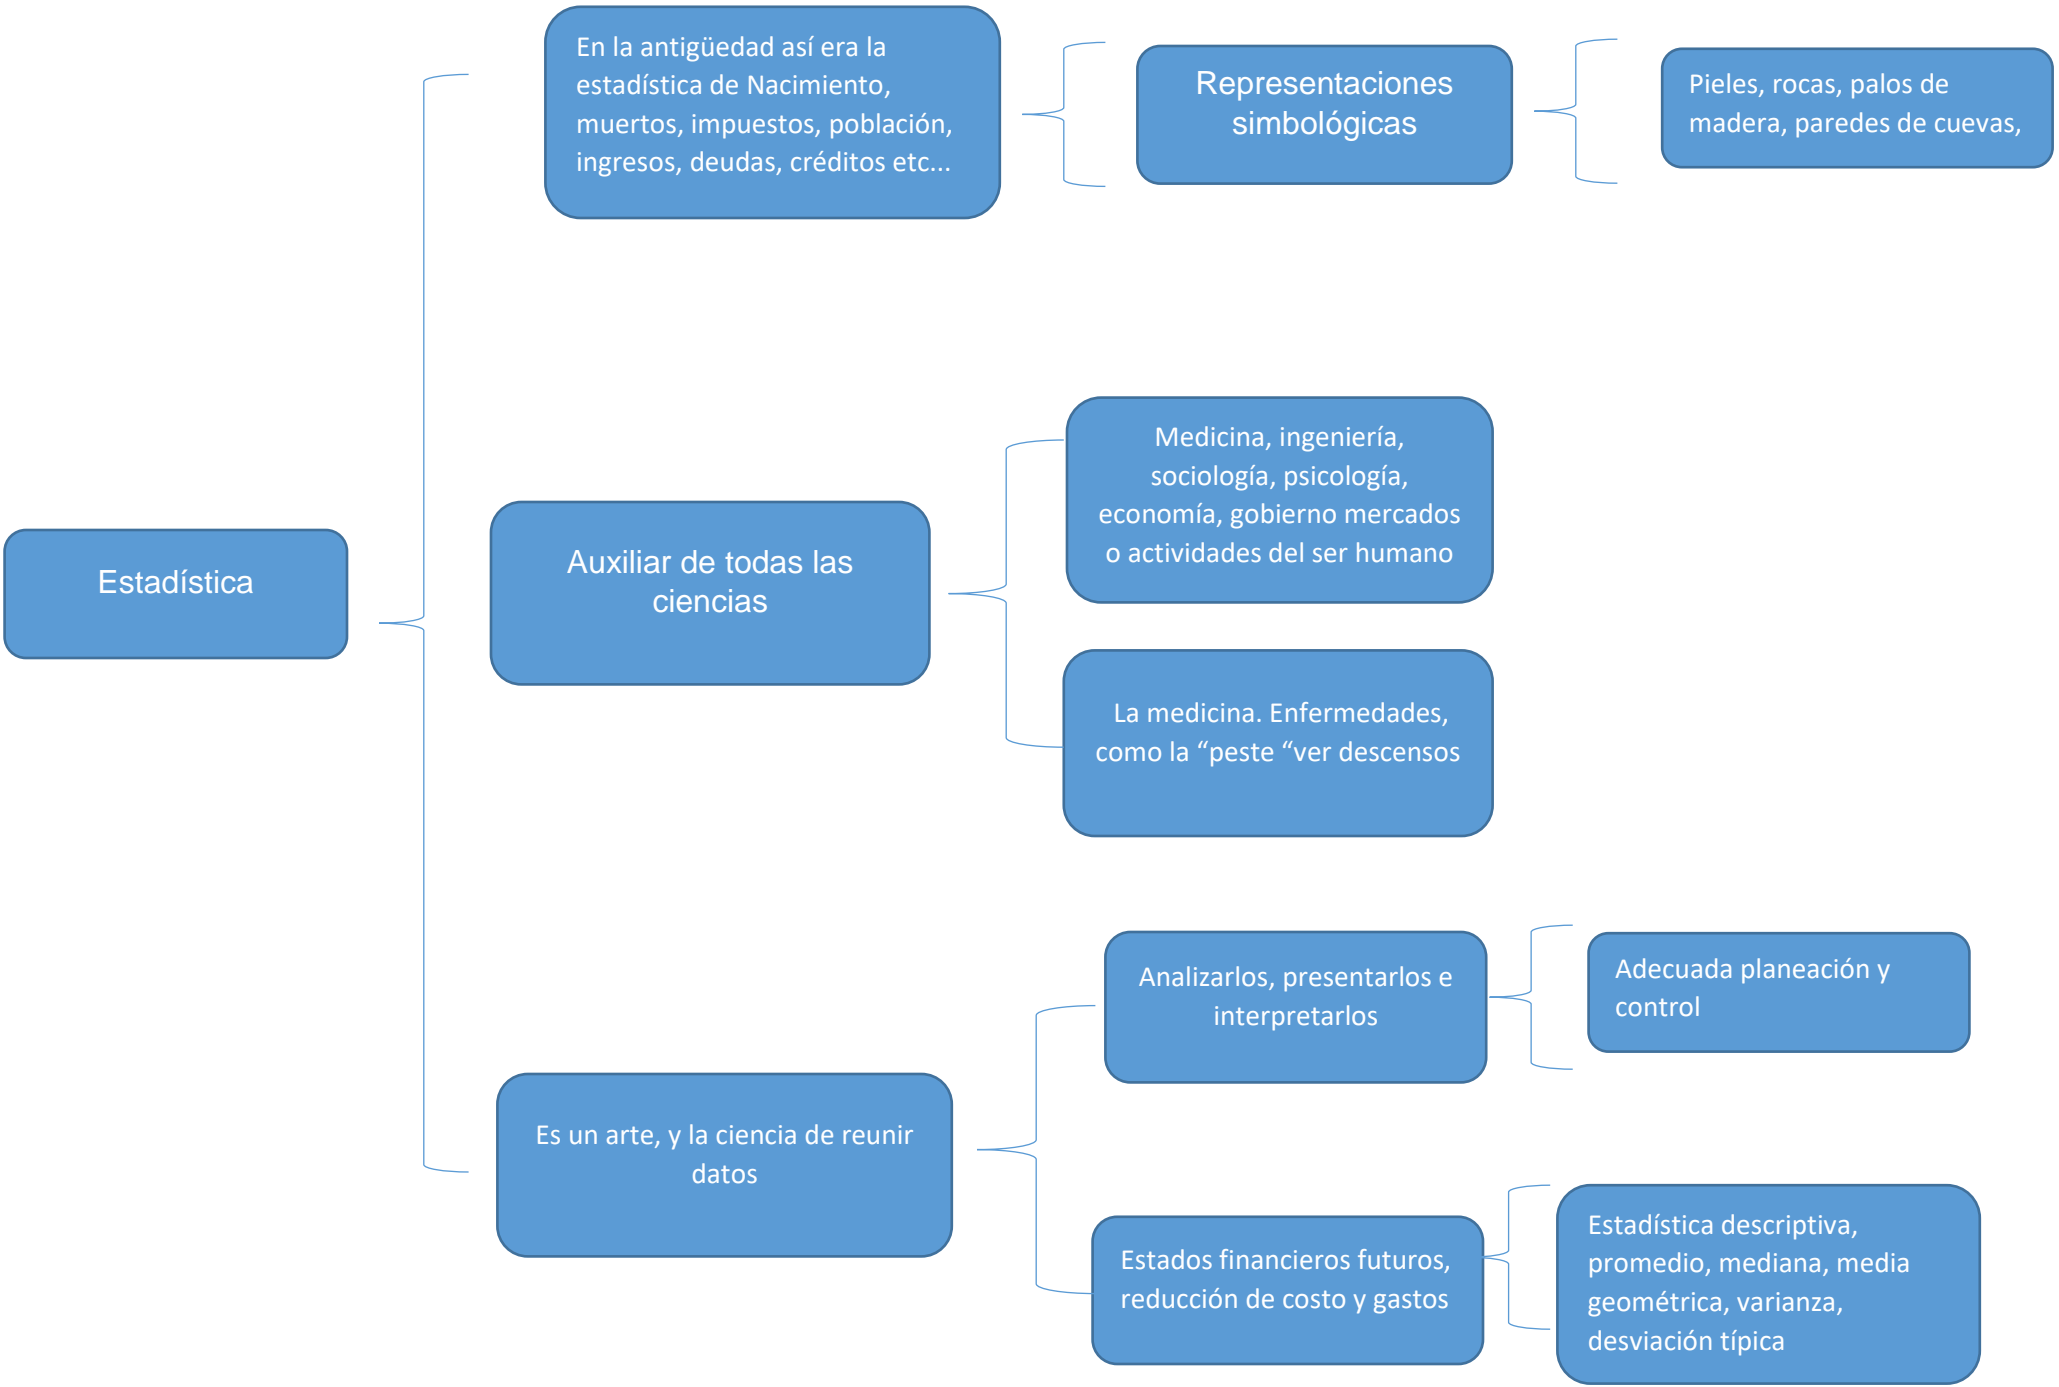 En la antigüedad así era la
estadística de Nacimiento,
muertos, impuestos, población,
ingresos, deudas, créditos etc...
Representaciones
simbológicas
Pieles, rocas, palos de
madera, paredes de cuevas,
Estadística
Auxiliar de todas las
ciencias
Medicina, ingeniería,
sociología, psicología,
economía, gobierno mercados
o actividades del ser humano
La medicina. Enfermedades,
como la “peste “ver descensos
Es un arte, y la ciencia de reunir
datos
Analizarlos, presentarlos e
interpretarlos
Adecuada planeación y
control
Estados financieros futuros,
reducción de costo y gastos
Estadística descriptiva,
promedio, mediana, media
geométrica, varianza,
desviación típica